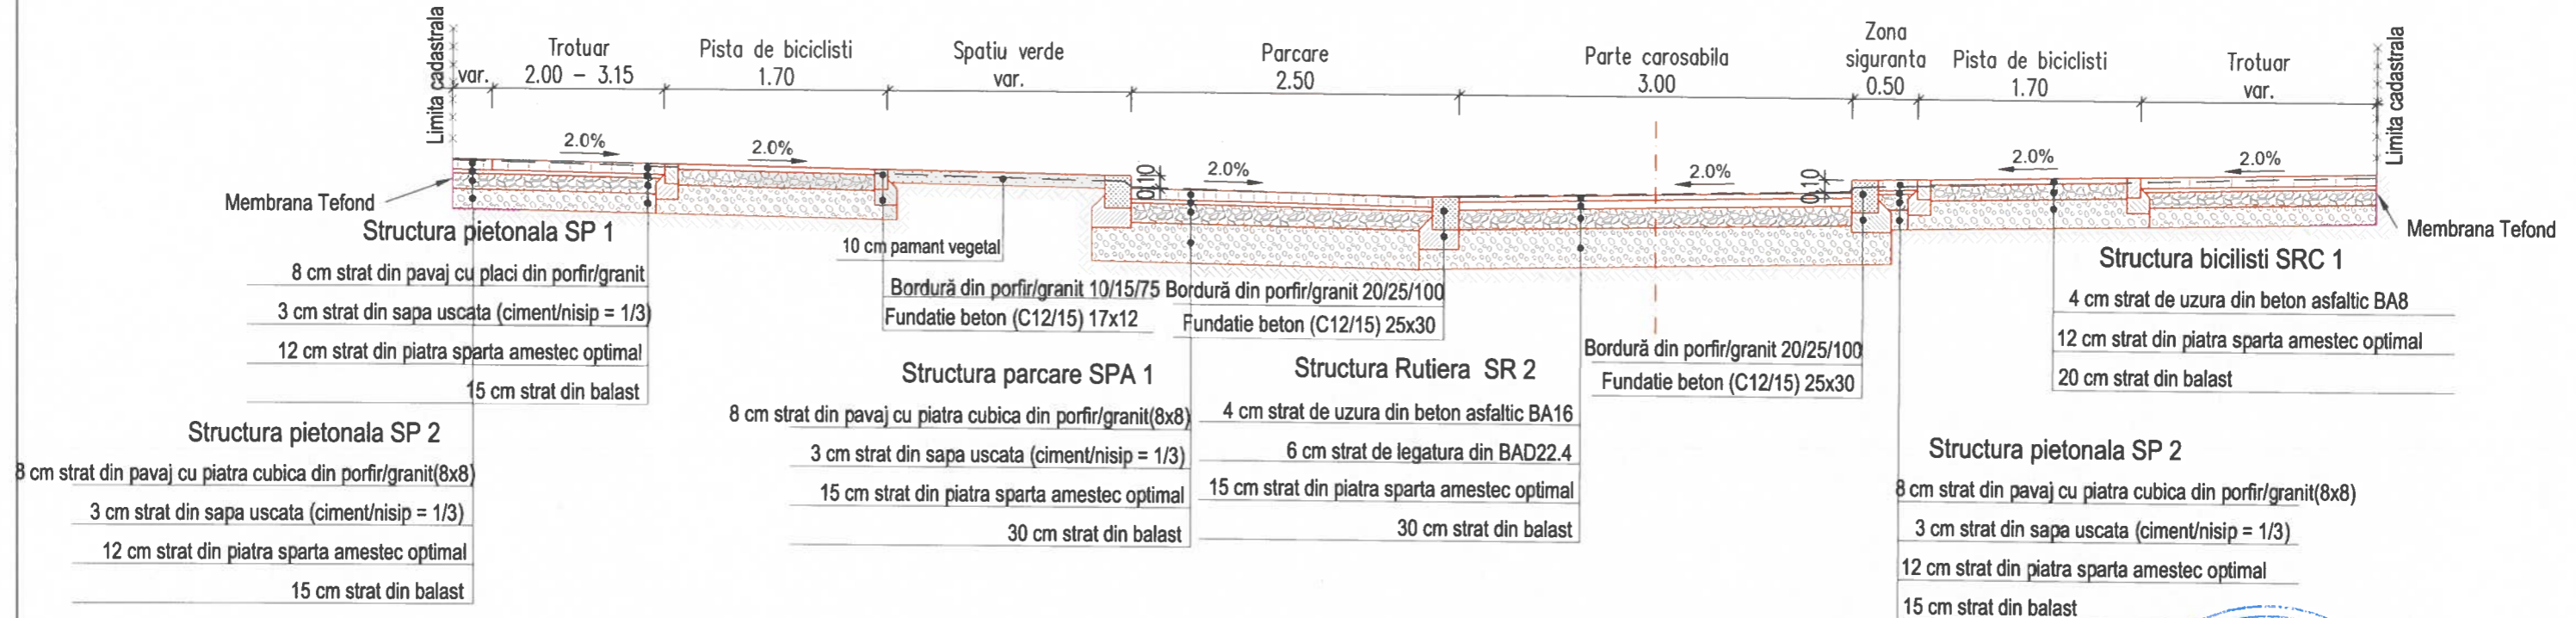 Limita cadastrala
var.
Trotuar
2.00 - 3.15
Pista de biciclisti
1.70
Spatiu verde
var.
Parcare
2.50
Parte carosabila
3.00
Zona
siguranta
0.50
Pista de biciclisti
1.70
Trotuar
var.
Limita cadastrala
2.0%
2.0%
0.10
2.0%
2.0%
0.10
2.0%
2.0%
Membrana Tefond
Membrana Tefond
Structura pietonala SP 1
8 cm strat din pavaj cu placi din porfir/granit
3 cm strat din sapa uscata (ciment/nisip = 1/3)
12 cm strat din piatra sparta amestec optimal
15 cm strat din balast
Structura pietonala SP 2
8 cm strat din pavaj cu piatra cubica din porfir/granit(8x8)
3 cm strat din sapa uscata (ciment/nisip = 1/3)
12 cm strat din piatra sparta amestec optimal
15 cm strat din balast
10 cm pamant vegetal
Bordură din porfir/granit 10/15/75
Fundatie beton (C12/15) 17x12
Bordură din porfir/granit 20/25/100
Fundatie beton (C12/15) 25x30
Structura parcare SPA 1
8 cm strat din pavaj cu piatra cubica din porfir/granit(8x8)
3 cm strat din sapa uscata (ciment/nisip = 1/3)
15 cm strat din piatra sparta amestec optimal
30 cm strat din balast
Structura Rutiera SR 2
4 cm strat de uzura din beton asfaltic BA16
6 cm strat de legatura din BAD22.4
15 cm strat din piatra sparta amestec optimal
30 cm strat din balast
Bordură din porfir/granit 20/25/100
Fundatie beton (C12/15) 25x30
Structura bicilisti SRC 1
4 cm strat de uzura din beton asfaltic BA8
12 cm strat din piatra sparta amestec optimal
20 cm strat din balast
Structura pietonala SP 2
8 cm strat din pavaj cu piatra cubica din porfir/granit(8x8)
3 cm strat din sapa uscata (ciment/nisip = 1/3)
12 cm strat din piatra sparta amestec optimal
15 cm strat din balast